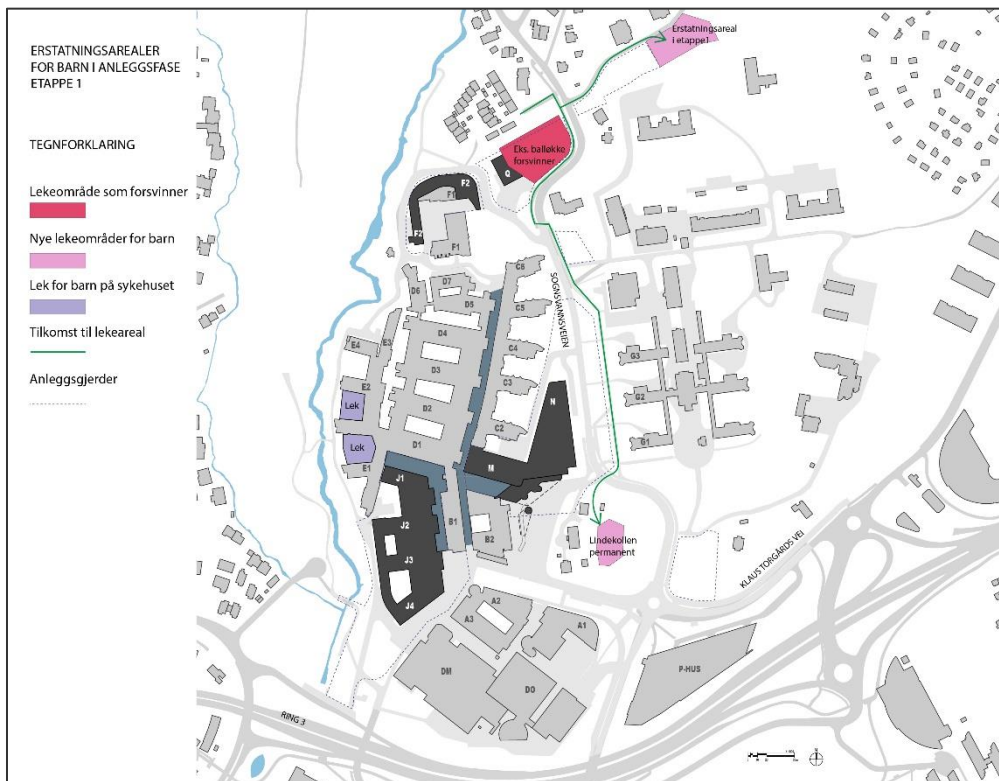 ERSTATNINGSAREALER
FOR BARN I ANLEGGSFASE
ETAPPE 1
TEGNFORKLARING
Lekeområde som forsvinner
Nye lekeområder for barn
Lek for barn på sykehuset
Tilkomst til lekeareal
Anleggsgjerder
Erstatningsareal
i etappe1
Eks. balløkke
forsvinner
Q
F2
F1
F2
F1
C6
D7
D6
D5
C5
SOGNSVANNSVEIEN
E4
E3
D4
C4
G3
D3
C3
E2
G2
Lek
D2
N
C2
G1
Lek
D1
E1
M
J1
B1
J2
B2
Lindekollen
permanent
J3
KLAUS TORGÅRDS VEI
J4
A2
A3
A1
DM
DO
P-HUS
RING 3